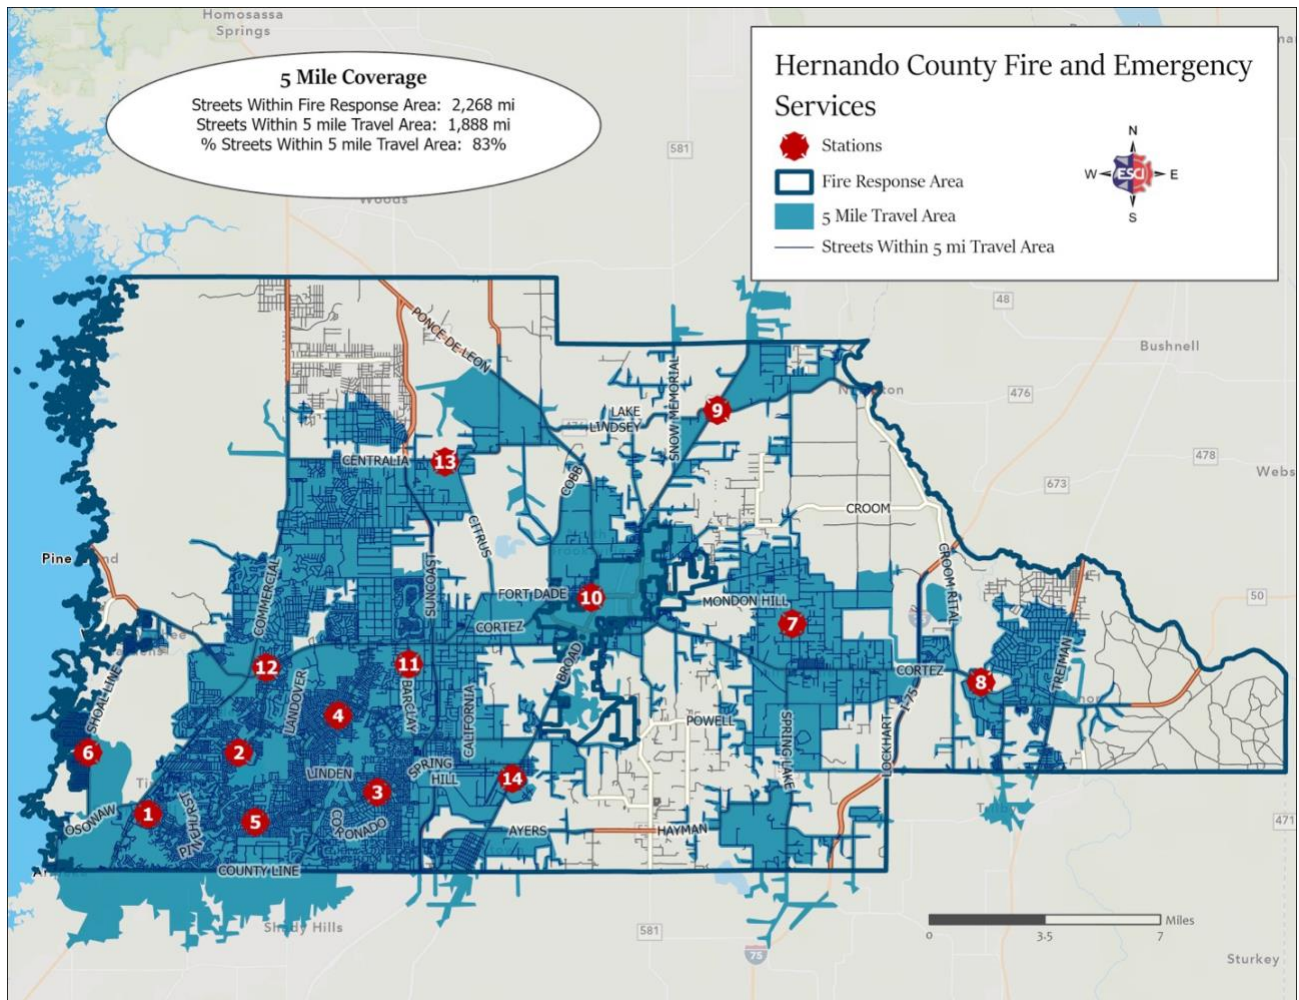 Homosassa
Springs
5 Mile Coverage
Streets Within Fire Response Area: 2,268 mi
Streets Within 5 mile Travel Area: 1,888 mi
% Streets Within 5 mile Travel Area: 83%
Hernando County Fire and Emergency
Services
Stations
Fire Response Area
5 Mile Travel Area
Streets Within 5 mi Travel Area
N
W
ESCI
E
S
581
48
Bushnell
476
478
673
50
471
PONCE DE LEON
LAKE
LINDSEY
SNOW MEMORIAL
9
CENTRALIA
13
COBB
CROOM
CITRUS
Pine
CROOM RITAL
COMMERCIAL
SUNCOAST
FORT DADE
10
MONDON HILL
7
CORTEZ
BROAD
12
11
CORTEZ
8
TREIMAN
SHOAL LINE
LANDOVER
BARCLAY
CALIFORNIA
4
POWELL
I-75
LOCKHART
SPRING LAKE
6
2
LINDEN
SPRING
HILL
14
3
1
OSOWAW
PINEHURST
5
CORONADO
AYERS
HAYMAN
COUNTY LINE
Shady Hills
581
75
Miles
0
3.5
7
Sturkey